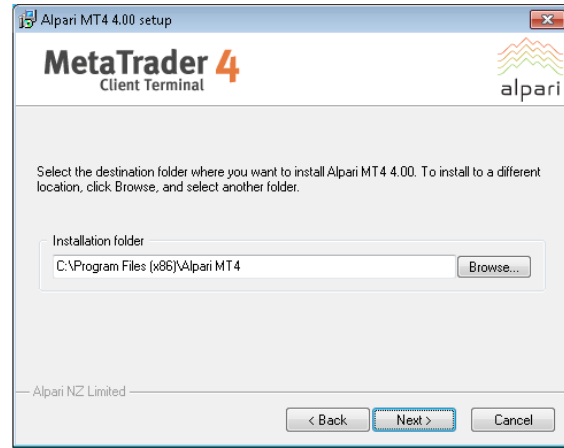 Alpari MT4 4.00 setup
MetaTrader 4
Client Terminal
alpari
Select the destination folder where you want to install Alpari MT4 4.00. To install to a different
location, click Browse, and select another folder.
Installation folder
C:\Program Files (x86)\Alpari MT4
Browse...
Alpari NZ Limited
< Back
Next >
Cancel